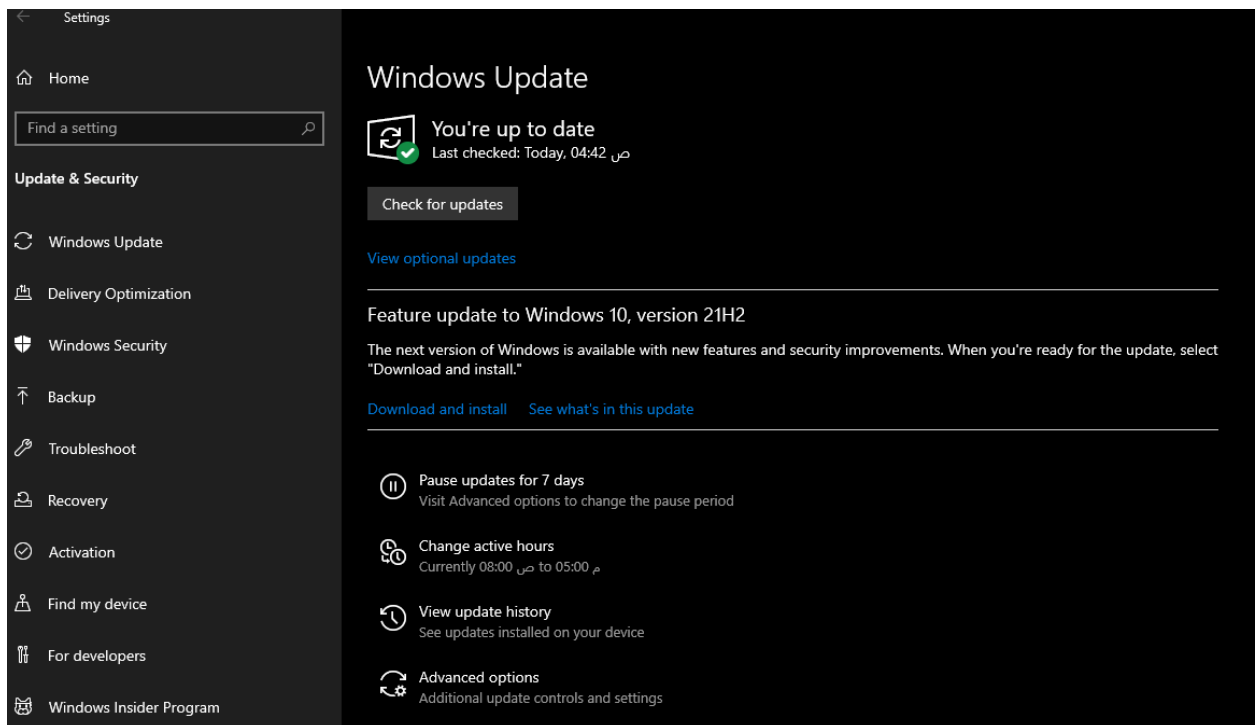 Settings
Home
Find a setting
Update & Security
Windows Update
Delivery Optimization
Windows Security
Backup
Troubleshoot
Recovery
Activation
Find my device
For developers
Windows Insider Program
Windows Update
You're up to date
Last checked: Today, 04:42 ص
Check for updates
View optional updates
Feature update to Windows 10, version 21H2
The next version of Windows is available with new features and security improvements. When you're ready for the update, select
"Download and install."
Download and install See what's in this update
Pause updates for 7 days
Visit Advanced options to change the pause period
Change active hours
Currently 08:00 ص to 05:00 م
View update history
See updates installed on your device
Advanced options
Additional update controls and settings